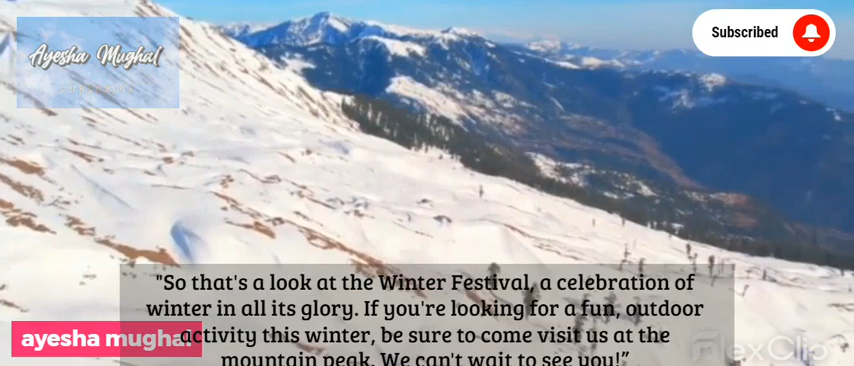 Ayesha Mughal
Subscribed
"So that's a look at the Winter Festival, a celebration of
winter in all its glory. If you're looking for a fun, outdoor
activity this winter, be sure to come visit us at the
mountain peak. We can't wait to see you!”
ayesha mughal
FlexClip